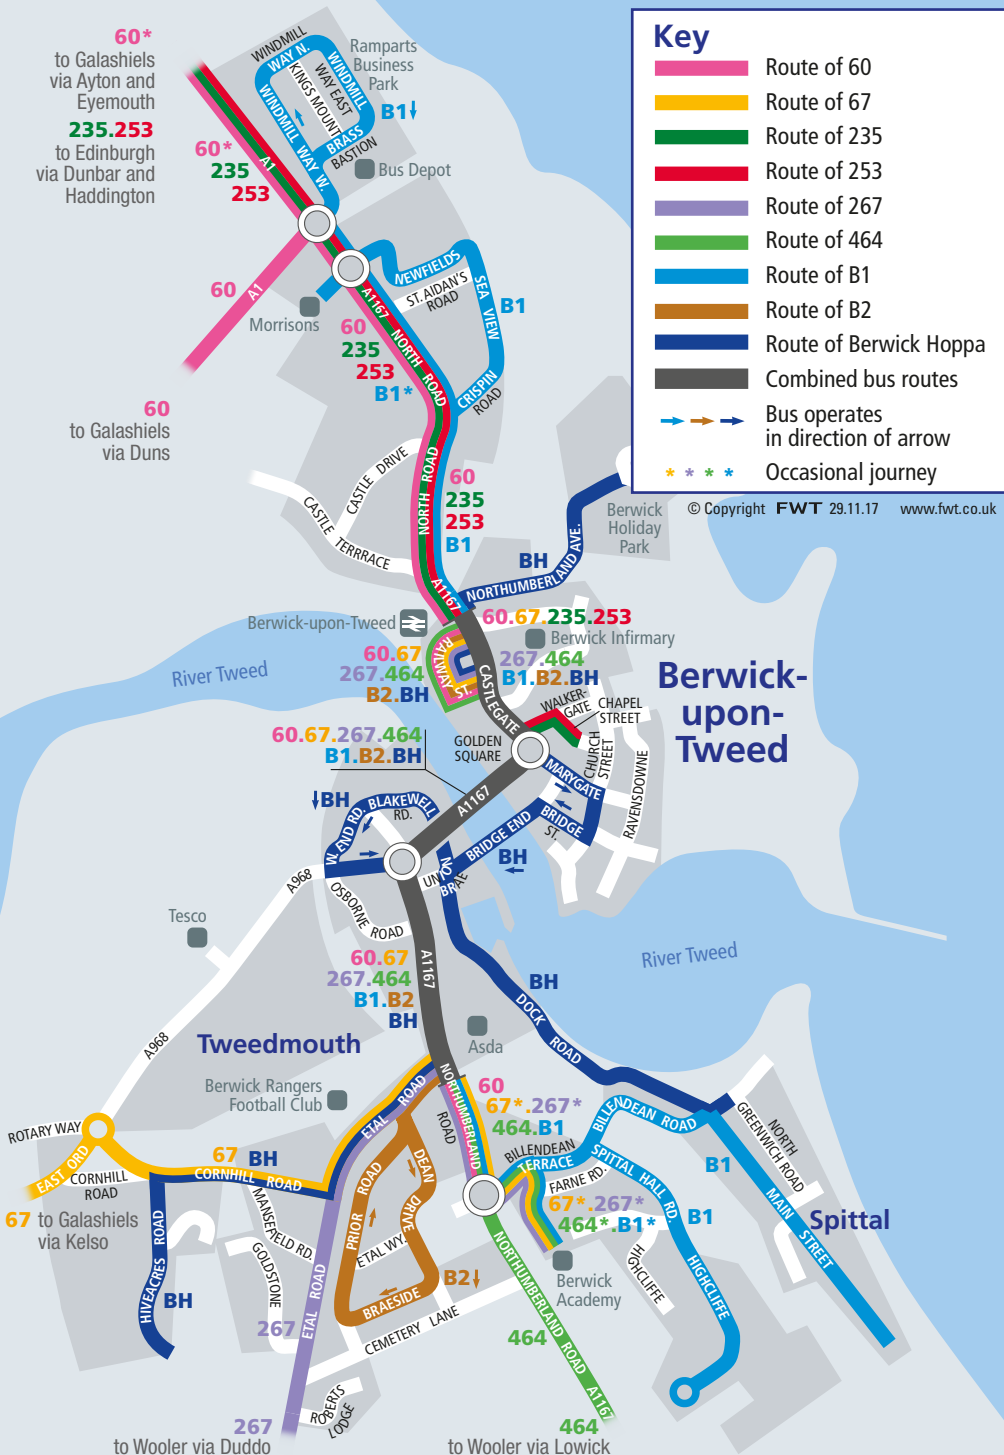 60*
to Galashiels
via Ayton and
Eyemouth
235.253
to Edinburgh
via Dunbar and
Haddington
WINDMILL
WAY N.
WINDMILL
WAY EAST
KINGS MOUNT
WINDMILL WAY W.
BRASS
BASTION
Ramparts
Business
Park
B1
Bus Depot
A1
60*
235
253
60
A1
Morrisons
60
to Galashiels
via Duns
NEWFIELDS
ST. AIDAN'S
ROAD
SEA VIEW
B1
CRISPIN
ROAD
A1167 NORTH ROAD
60
235
253
B1*
Key
Route of 60
Route of 67
Route of 235
Route of 253
Route of 267
Route of 464
Route of B1
Route of B2
Route of Berwick Hoppa
Combined bus routes
Bus operates
in direction of arrow
* * * * Occasional journey
© Copyright FWT 29.11.17 www.fwt.co.uk
CASTLE DRIVE
CASTLE TERRRACE
NORTH ROAD
60
235
253
B1
A1167
Berwick
Holiday
Park
BH
NORTHUMBERLAND AVE.
Berwick-upon-Tweed
60.67.235.253
Berwick Infirmary
RAILWAY ST.
60.67
267.464
B2.BH
267.464
B1.B2.BH
CASTLEGATE
River Tweed
Berwick-
upon-
Tweed
WALKER-
GATE
CHAPEL
STREET
60.67.267.464
B1.B2.BH
GOLDEN
SQUARE
CHURCH
STREET
MARYGATE
RAVENSDOWNE
A1167
BH
BLAKEWELL
RD.
W. END RD.
BRIDGE END
BRIDGE
ST.
BH
UNION
BRAE
A968
OSBORNE ROAD
Tesco
A1167
60.67
267.464
B1.B2
BH
River Tweed
BH
DOCK ROAD
A968
Tweedmouth
Asda
Berwick Rangers
Football Club
ETAL ROAD
NORTHUMBERLAND
ROAD
60
67*.267*
464.B1
BILLENDEAN
TERRACE
BILLENDEAN ROAD
NORTH
GREENWICH ROAD
ROTARY WAY
EAST ORD
CORNHILL
ROAD
67 BH
CORNHILL ROAD
67 to Galashiels
via Kelso
HIVEACRES ROAD
BH
MANSEFIELD RD.
GOLDSTONE
PRIOR ROAD
DEAN DRIVE
ETAL WY.
FARNE RD.
SPITTAL HALL RD.
67*.267*
464*.B1*
B1
B1
MAIN STREET
Spittal
HIGHCLIFFE
HIGHCLIFFE
Berwick
Academy
B2
BRAESIDE
CEMETERY LANE
267
ETAL ROAD
NORTHUMBERLAND ROAD A1167
464
ROBERTS
LODGE
267
to Wooler via Duddo
464
to Wooler via Lowick